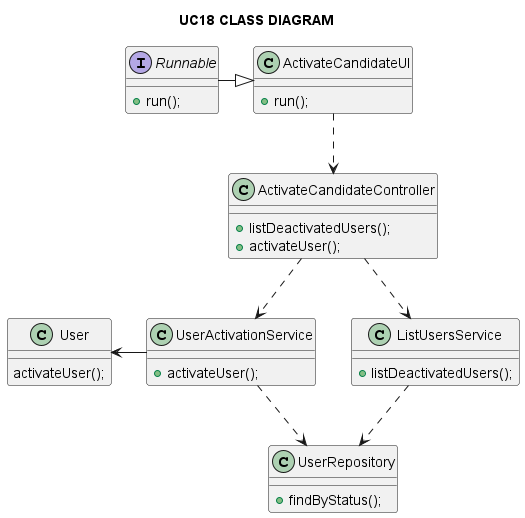 UC18 CLASS DIAGRAM
I Runnable
run();
C ActivateCandidateUI
run();
C ActivateCandidateController
listDeactivatedUsers();
activateUser();
C User
activateUser();
C UserActivationService
activateUser();
C ListUsersService
listDeactivatedUsers();
C UserRepository
findByStatus();